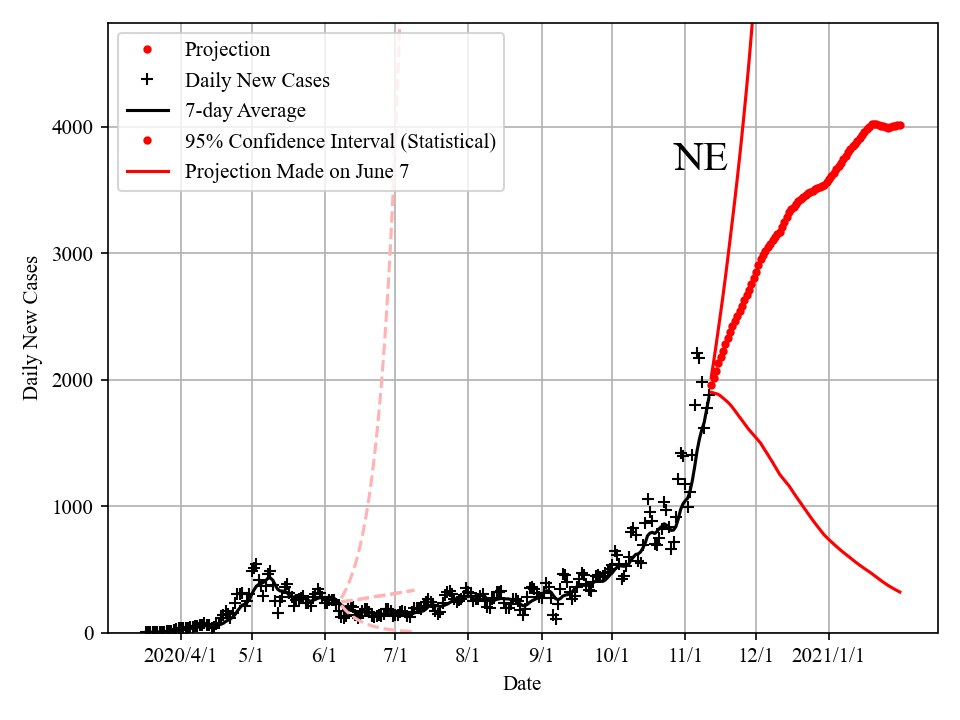 Projection
Daily New Cases
7-day Average
95% Confidence Interval (Statistical)
Projection Made on June 7
NE
4000
3000
2000
1000
0
Daily New Cases
2020/4/1 5/1 6/1 7/1 8/1 9/1 10/1 11/1 12/1 2021/1/1
Date